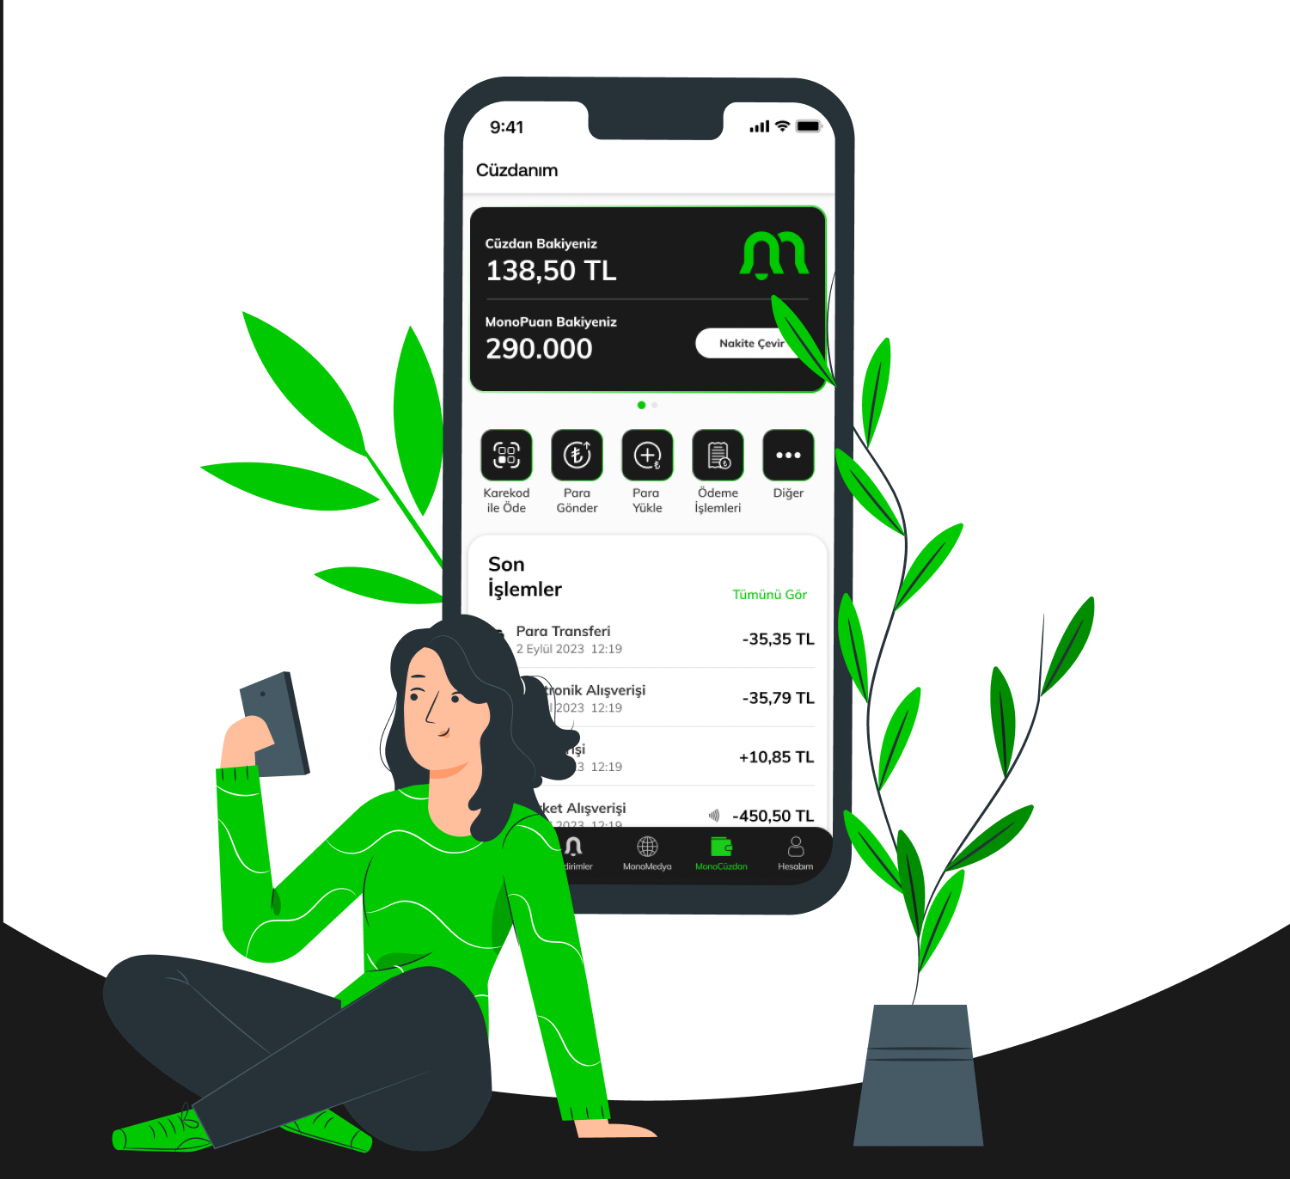 9:41
Cüzdanım
Cüzdan Bakiyeniz
138,50 TL
MonoPuan Bakiyeniz
290.000
Nakite Çevir
Karekod
ile Öde
Para
Gönder
Para
Yükle
Ödeme
İşlemleri
Diğer
Son
İşlemler
Tümünü Gör
Para Transferi
-35,35 TL
2 Eylül 2023 12:19
Alışverişi
-35,79 TL
2023 12:19
+10,85 TL
12:19
Alışverişi
-450,50 TL
2023 12:19
MonoMedya
MonoCüzdan
Hesabım